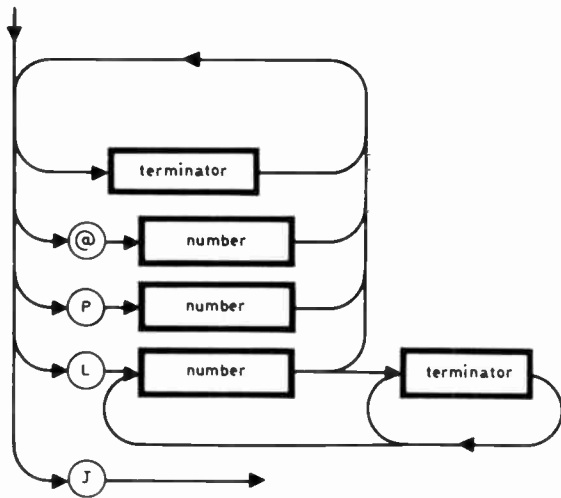 terminator
@ number
P number
L number terminator
J